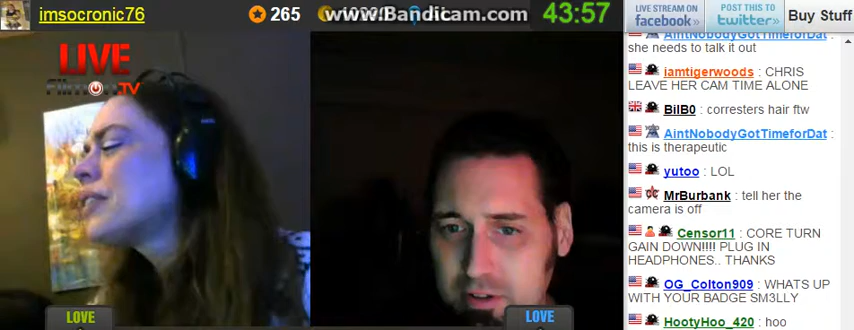 imsocronic76
265
www.Bandicam.com
43:57
LIVE STREAM ON
facebook»
POST THIS TO
twitter»
Buy Stuff
LIVE
FilmOn.TV
AintNobodyGotTimeforDat :
she needs to talk it out
iamtigerwoods : CHRIS
LEAVE HER CAM TIME ALONE
BilB0 : corresters hair ftw
AintNobodyGotTimeforDat :
this is therapeutic
yutoo : LOL
MrBurbank : tell her the
camera is off
Censor11 : CORE TURN
GAIN DOWN!!!! PLUG IN
HEADPHONES.. THANKS
OG_Colton909 : WHATS UP
WITH YOUR BADGE SM3LLY
HootyHoo_420 : hoo
LOVE
LOVE